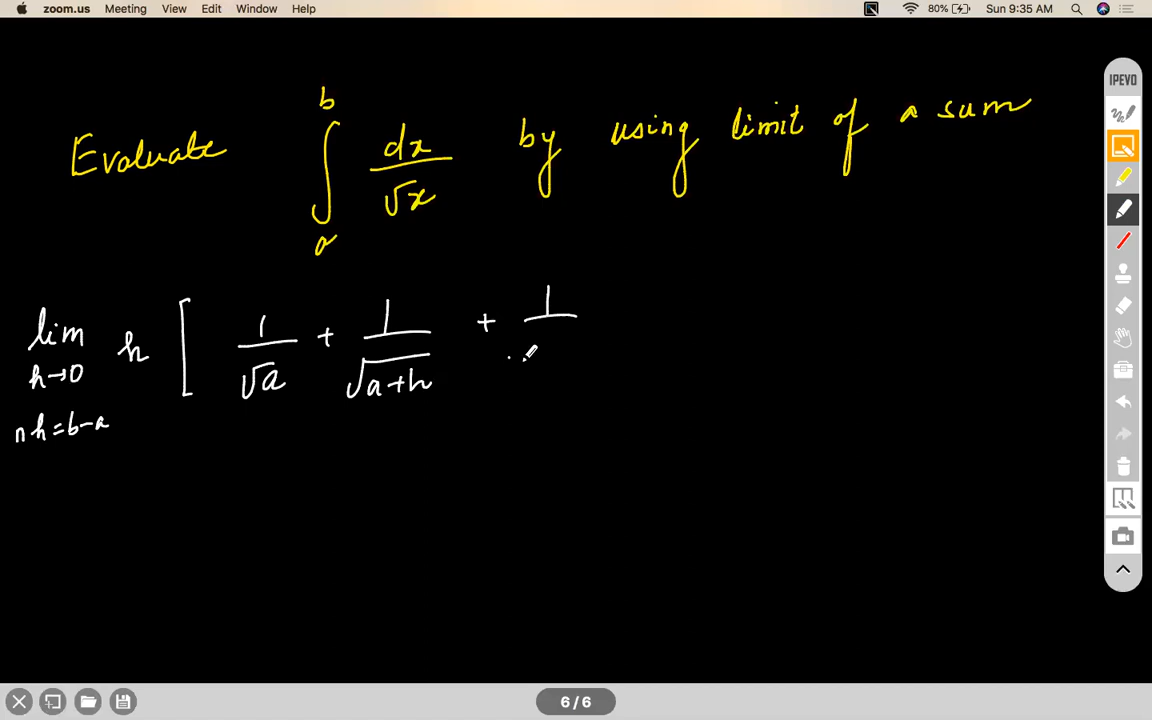 zoom.us Meeting View Edit Window Help 80% Sun 9:35 AM
IPEVO
Evaluate ∫_a^b dx/√x by using limit of a sum
lim h→0 nh=b-a h [ 1/√a + 1/√(a+h) + 1/
6/6